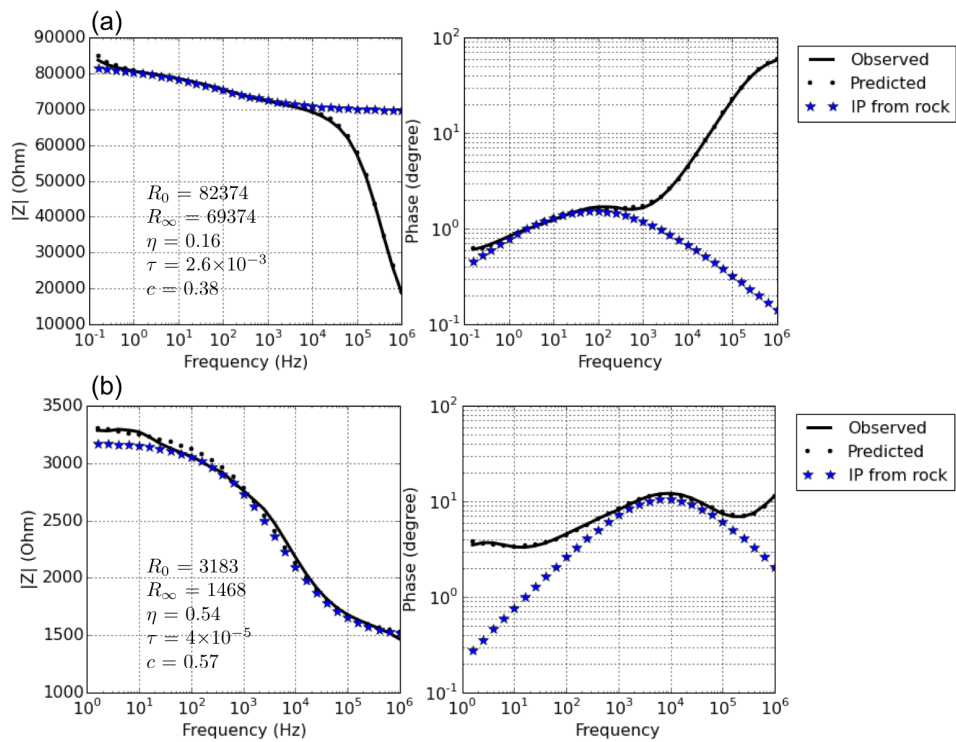 (a)
90000
80000
70000
60000
50000
40000
30000
20000
10000
|Z| (Ohm)
R₀ = 82374
R∞ = 69374
η = 0.16
τ = 2.6×10⁻³
c = 0.38
10⁻¹ 10⁰ 10¹ 10² 10³ 10⁴ 10⁵ 10⁶
Frequency (Hz)
10²
10¹
10⁰
10⁻¹
Phase (degree)
10⁻¹ 10⁰ 10¹ 10² 10³ 10⁴ 10⁵ 10⁶
Frequency
Observed
Predicted
IP from rock
(b)
3500
3000
2500
2000
1500
1000
|Z| (Ohm)
R₀ = 3183
R∞ = 1468
η = 0.54
τ = 4×10⁻⁵
c = 0.57
10⁰ 10¹ 10² 10³ 10⁴ 10⁵ 10⁶
Frequency (Hz)
10²
10¹
10⁰
10⁻¹
Phase (degree)
10⁰ 10¹ 10² 10³ 10⁴ 10⁵ 10⁶
Frequency
Observed
Predicted
IP from rock